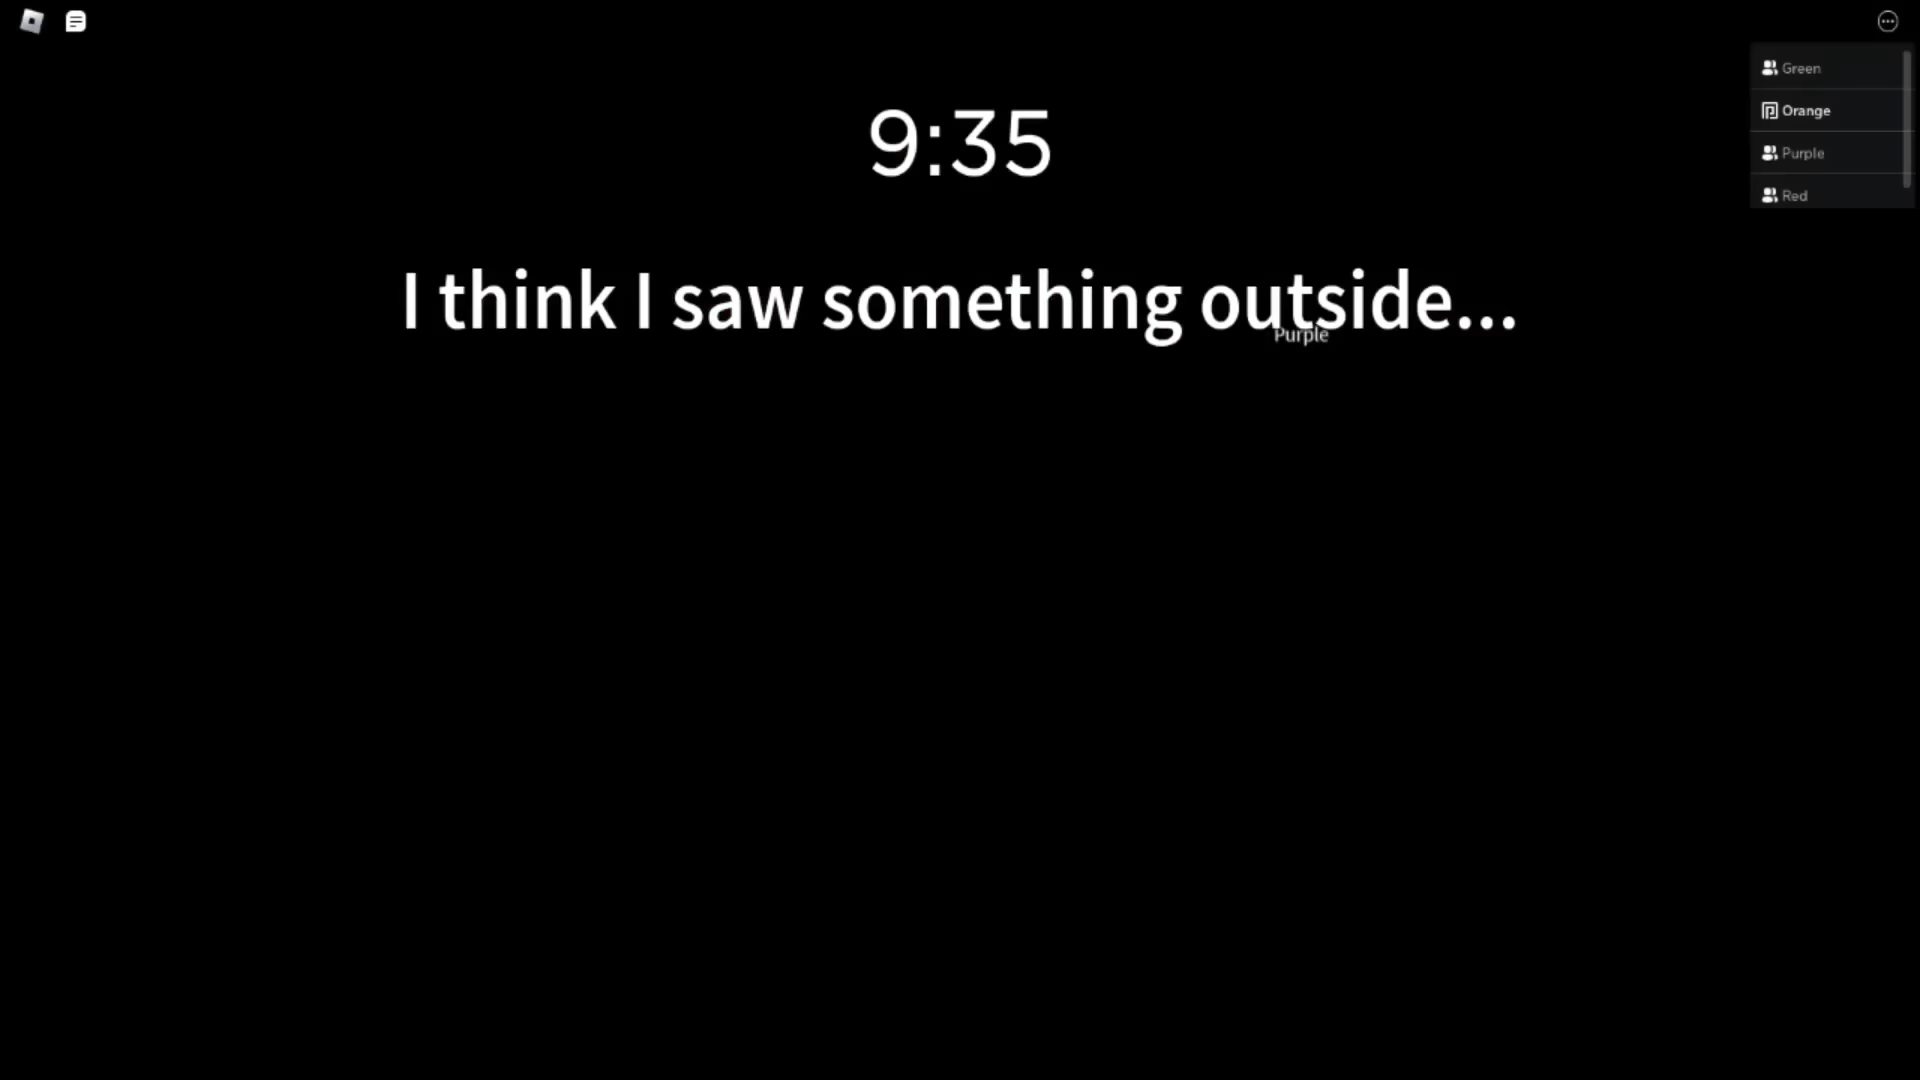 Green
Orange
Purple
Red
9:35
I think I saw something outside...
Purple